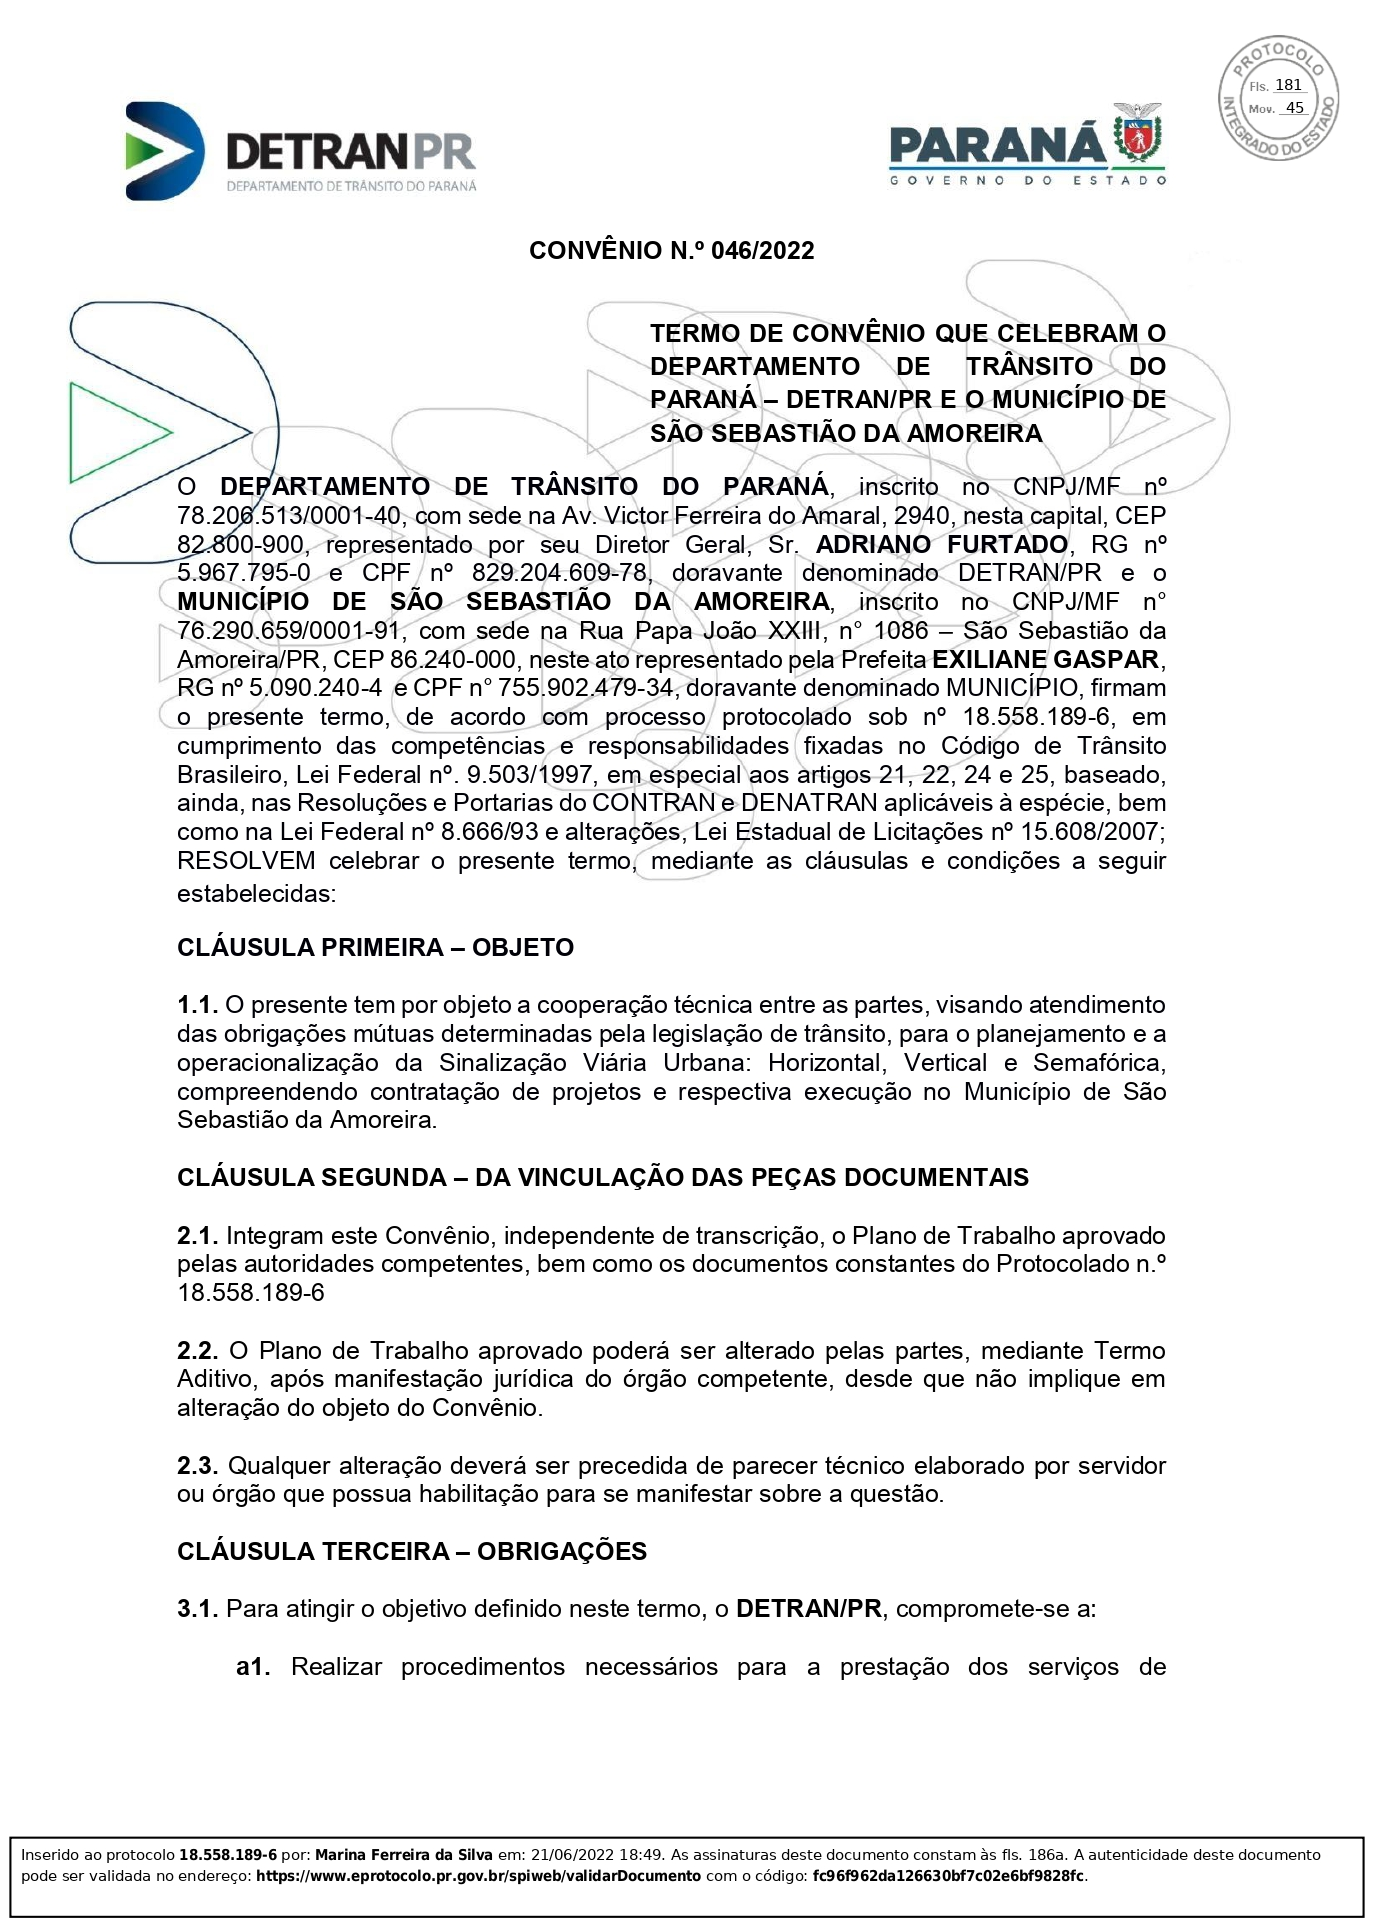 PROTOCOLO
INTEGRADO DO ESTADO
Fls. 181
Mov. 45
DETRANPR
DEPARTAMENTO DE TRÂNSITO DO PARANÁ
PARANÁ
GOVERNO DO ESTADO
CONVÊNIO N.º 046/2022
TERMO DE CONVÊNIO QUE CELEBRAM O
DEPARTAMENTO DE TRÂNSITO DO
PARANÁ – DETRAN/PR E O MUNICÍPIO DE
SÃO SEBASTIÃO DA AMOREIRA
O DEPARTAMENTO DE TRÂNSITO DO PARANÁ, inscrito no CNPJ/MF nº
78.206.513/0001-40, com sede na Av. Victor Ferreira do Amaral, 2940, nesta capital, CEP
82.800-900, representado por seu Diretor Geral, Sr. ADRIANO FURTADO, RG nº
5.967.795-0 e CPF nº 829.204.609-78, doravante denominado DETRAN/PR e o
MUNICÍPIO DE SÃO SEBASTIÃO DA AMOREIRA, inscrito no CNPJ/MF n°
76.290.659/0001-91, com sede na Rua Papa João XXIII, n° 1086 – São Sebastião da
Amoreira/PR, CEP 86.240-000, neste ato representado pela Prefeita EXILIANE GASPAR,
RG nº 5.090.240-4 e CPF n° 755.902.479-34, doravante denominado MUNICÍPIO, firmam
o presente termo, de acordo com processo protocolado sob nº 18.558.189-6, em
cumprimento das competências e responsabilidades fixadas no Código de Trânsito
Brasileiro, Lei Federal nº. 9.503/1997, em especial aos artigos 21, 22, 24 e 25, baseado,
ainda, nas Resoluções e Portarias do CONTRAN e DENATRAN aplicáveis à espécie, bem
como na Lei Federal nº 8.666/93 e alterações, Lei Estadual de Licitações nº 15.608/2007;
RESOLVEM celebrar o presente termo, mediante as cláusulas e condições a seguir
estabelecidas:
CLÁUSULA PRIMEIRA – OBJETO
1.1. O presente tem por objeto a cooperação técnica entre as partes, visando atendimento
das obrigações mútuas determinadas pela legislação de trânsito, para o planejamento e a
operacionalização da Sinalização Viária Urbana: Horizontal, Vertical e Semafórica,
compreendendo contratação de projetos e respectiva execução no Município de São
Sebastião da Amoreira.
CLÁUSULA SEGUNDA – DA VINCULAÇÃO DAS PEÇAS DOCUMENTAIS
2.1. Integram este Convênio, independente de transcrição, o Plano de Trabalho aprovado
pelas autoridades competentes, bem como os documentos constantes do Protocolado n.º
18.558.189-6
2.2. O Plano de Trabalho aprovado poderá ser alterado pelas partes, mediante Termo
Aditivo, após manifestação jurídica do órgão competente, desde que não implique em
alteração do objeto do Convênio.
2.3. Qualquer alteração deverá ser precedida de parecer técnico elaborado por servidor
ou órgão que possua habilitação para se manifestar sobre a questão.
CLÁUSULA TERCEIRA – OBRIGAÇÕES
3.1. Para atingir o objetivo definido neste termo, o DETRAN/PR, compromete-se a:
a1. Realizar procedimentos necessários para a prestação dos serviços de
Inserido ao protocolo 18.558.189-6 por: Marina Ferreira da Silva em: 21/06/2022 18:49. As assinaturas deste documento constam às fls. 186a. A autenticidade deste documento
pode ser validada no endereço: https://www.eprotocolo.pr.gov.br/spiweb/validarDocumento com o código: fc96f962da126630bf7c02e6bf9828fc.